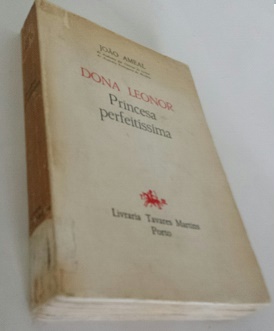 JOÃO AMEAL
DONA LEONOR
Princesa
perfeitíssima
Livraria Tavares Martins
Porto